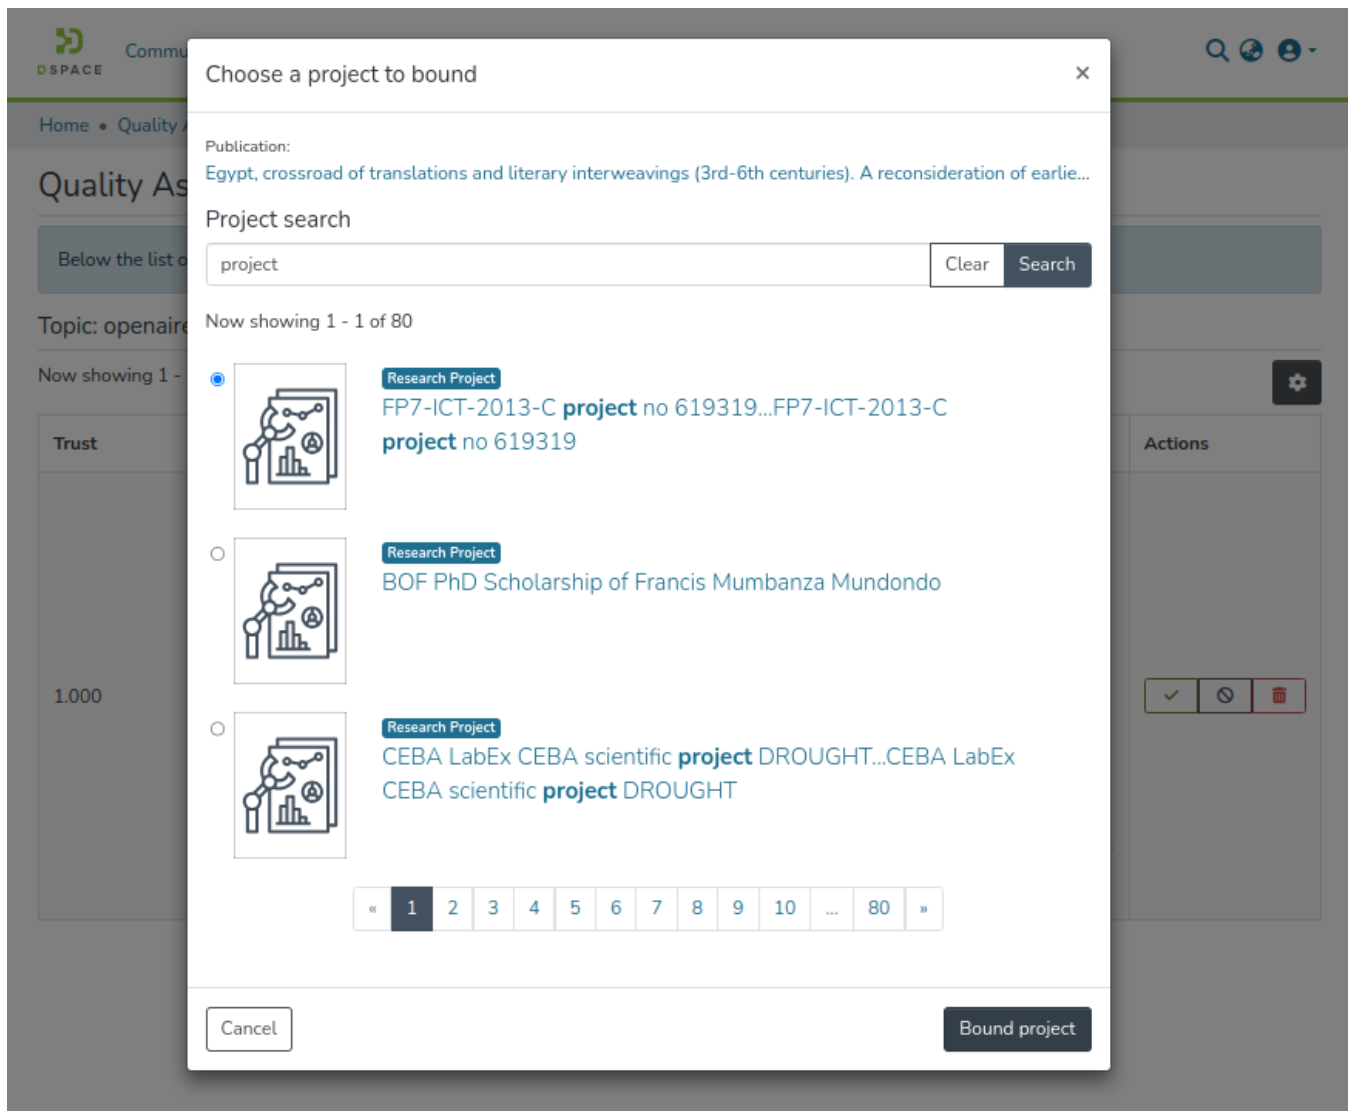 DSPACE
Commu
Choose a project to bound
×
Home • Quality A
Publication:
Egypt, crossroad of translations and literary interweavings (3rd-6th centuries). A reconsideration of earlie...
Quality As
Project search
Below the list o
project
Clear
Search
Topic: openaire
Now showing 1 - 1 of 80
Now showing 1 -
Research Project
FP7-ICT-2013-C project no 619319...FP7-ICT-2013-C
project no 619319
Trust
Actions
Research Project
BOF PhD Scholarship of Francis Mumbanza Mundondo
1.000
Research Project
CEBA LabEx CEBA scientific project DROUGHT...CEBA LabEx
CEBA scientific project DROUGHT
« 1 2 3 4 5 6 7 8 9 10 ... 80 »
Cancel
Bound project